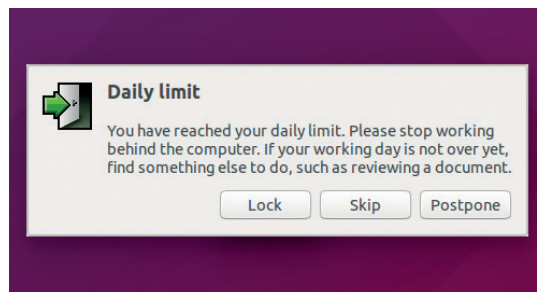 Daily limit
You have reached your daily limit. Please stop working
behind the computer. If your working day is not over yet,
find something else to do, such as reviewing a document.
Lock Skip Postpone